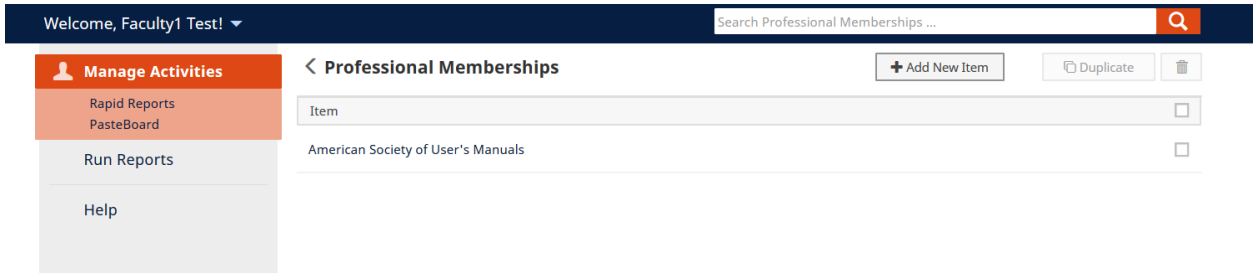 Welcome, Faculty1 Test!
Search Professional Memberships ...
Manage Activities
Rapid Reports
PasteBoard
Run Reports
Help
Professional Memberships
Add New Item
Duplicate
Item
American Society of User's Manuals